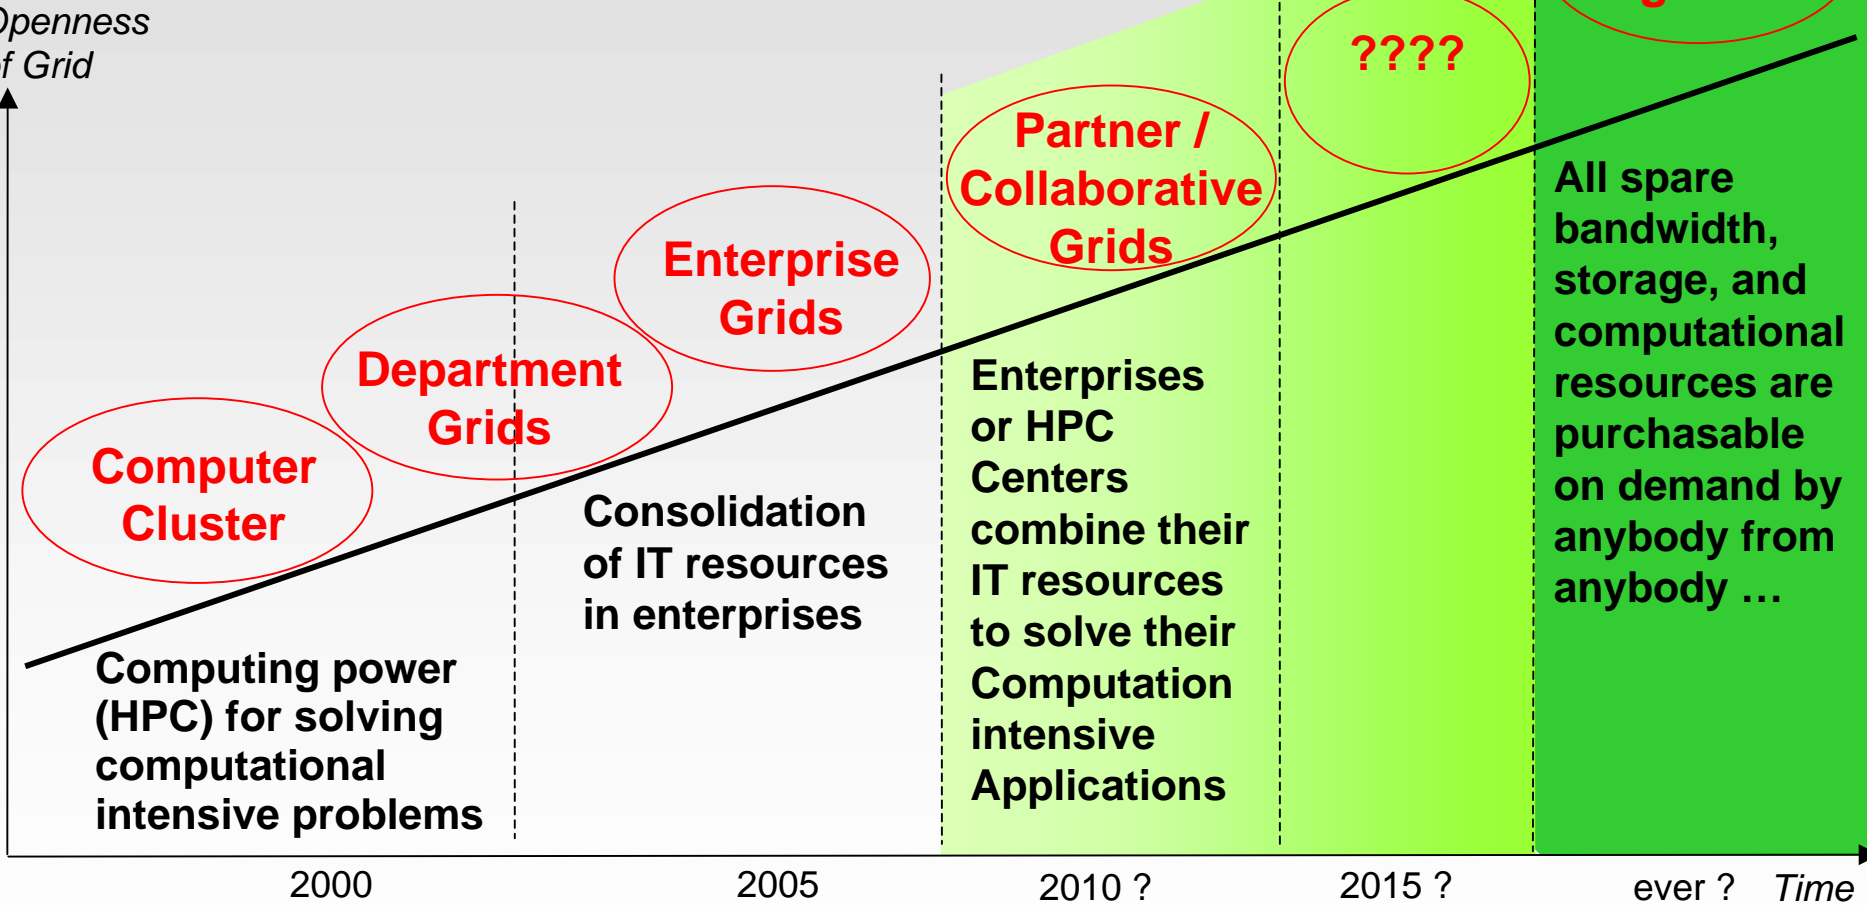 Openness
of Grid
????
Partner /
Collaborative
Grids
Enterprise
Grids
Department
Grids
Computer
Cluster
Computing power
(HPC) for solving
computational
intensive problems
Consolidation
of IT resources
in enterprises
Enterprises
or HPC
Centers
combine their
IT resources
to solve their
Computation
intensive
Applications
All spare
bandwidth,
storage, and
computational
resources are
purchasable
on demand by
anybody from
anybody …
2000
2005
2010 ?
2015 ?
ever ?
Time